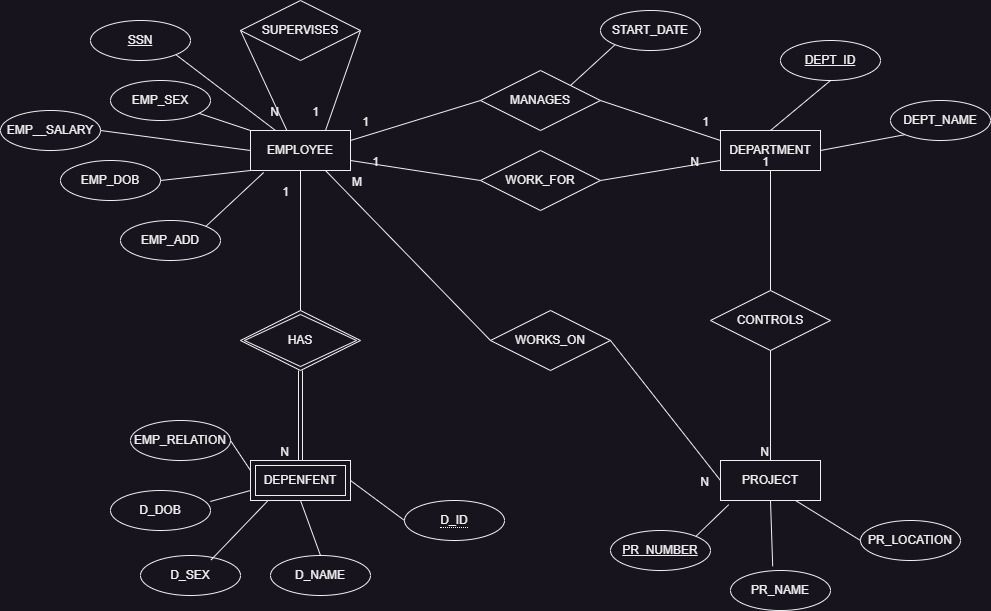 SUPERVISES
START_DATE
SSN
DEPT_ID
EMP_SEX
MANAGES
DEPT_NAME
N
1
1
1
EMP__SALARY
EMPLOYEE
DEPARTMENT
1
N
1
EMP_DOB
M
WORK_FOR
1
EMP_ADD
CONTROLS
HAS
WORKS_ON
EMP_RELATION
N
N
DEPENFENT
N
PROJECT
D_DOB
D_ID
PR_LOCATION
PR_NUMBER
D_SEX
D_NAME
PR_NAME